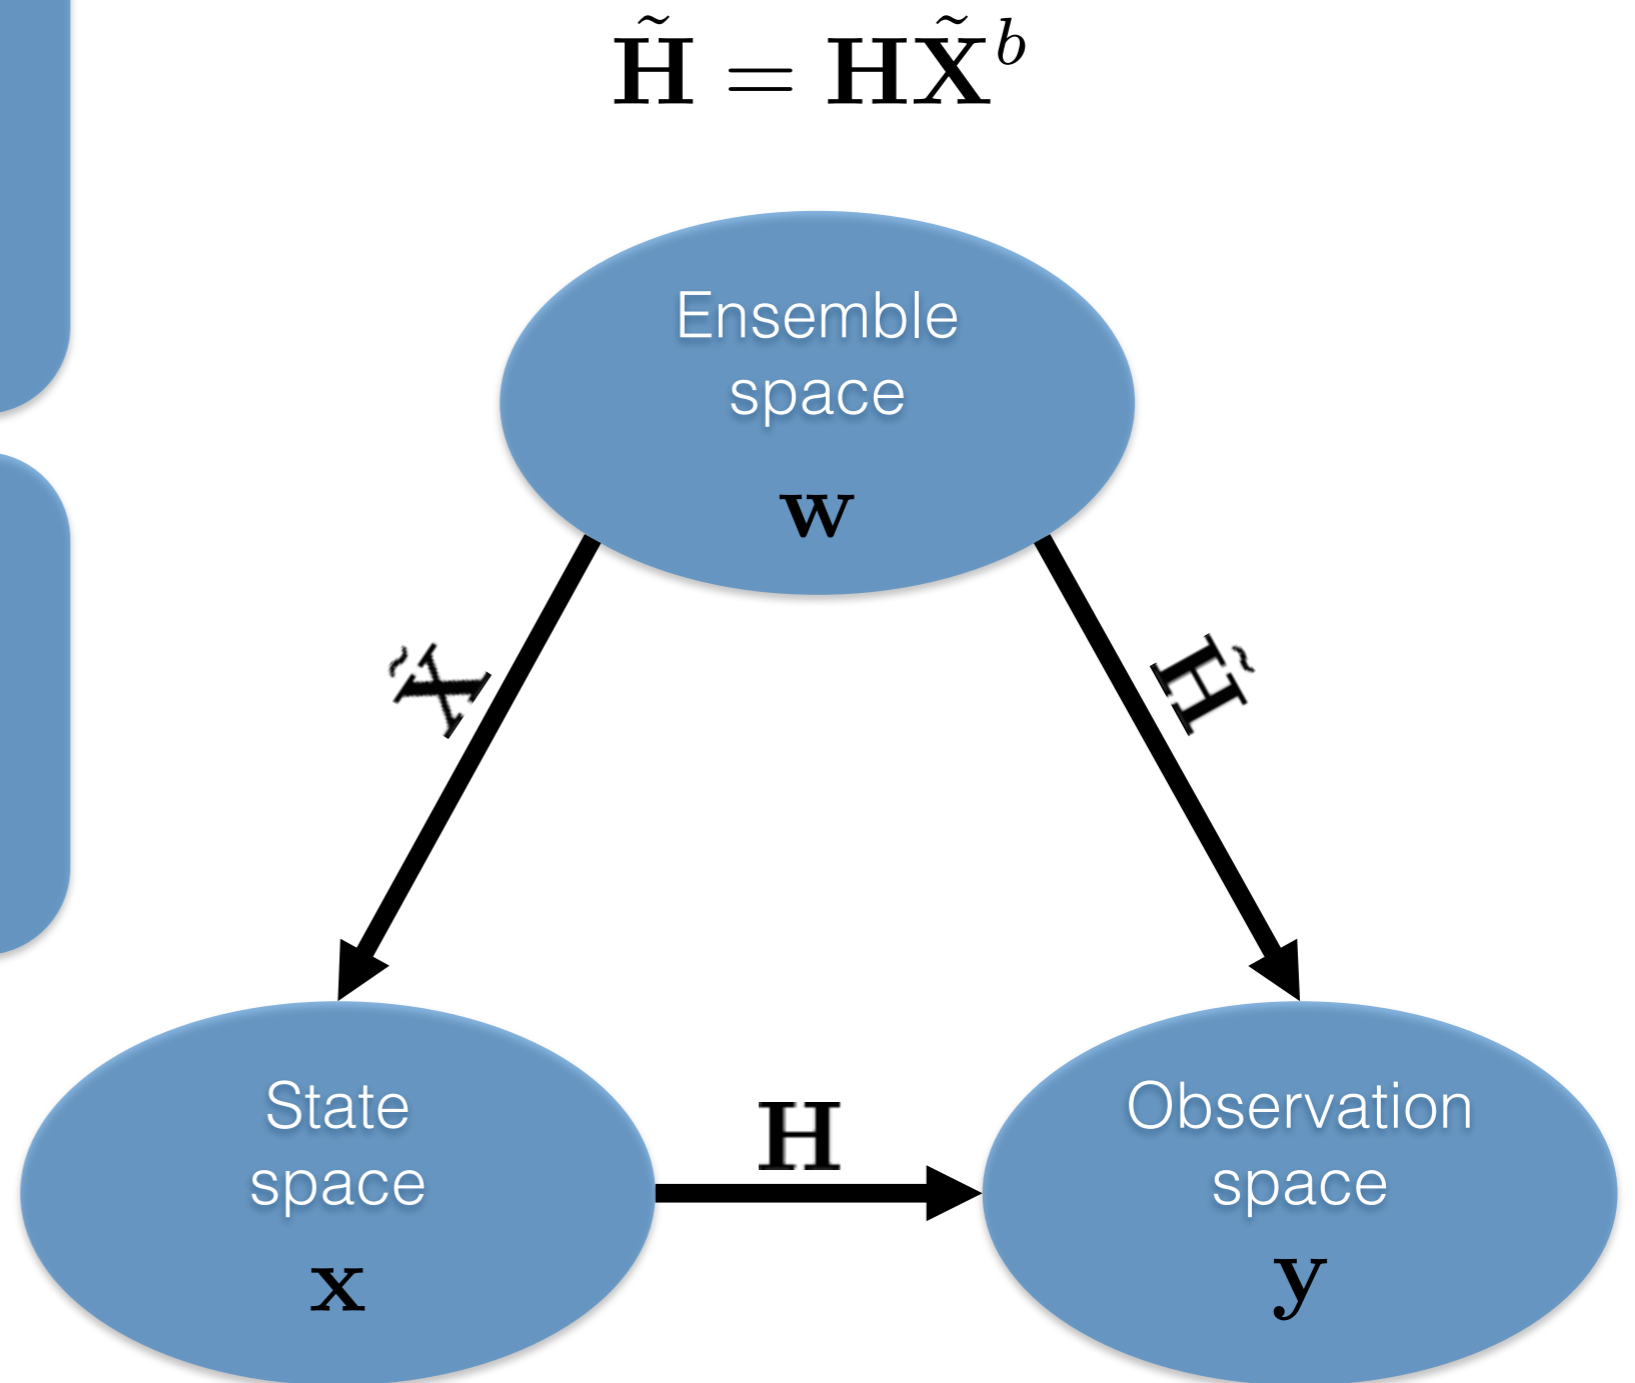 H̃ = HX̃ᵇ
Ensemble
space
w
X̃
H̃
State
space
x
H
Observation
space
y